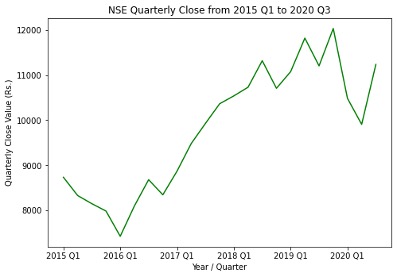 NSE Quarterly Close from 2015 Q1 to 2020 Q3
Quarterly Close Value (Rs.)
12000
11000
10000
9000
8000
2015 Q1 2016 Q1 2017 Q1 2018 Q1 2019 Q1 2020 Q1
Year / Quarter